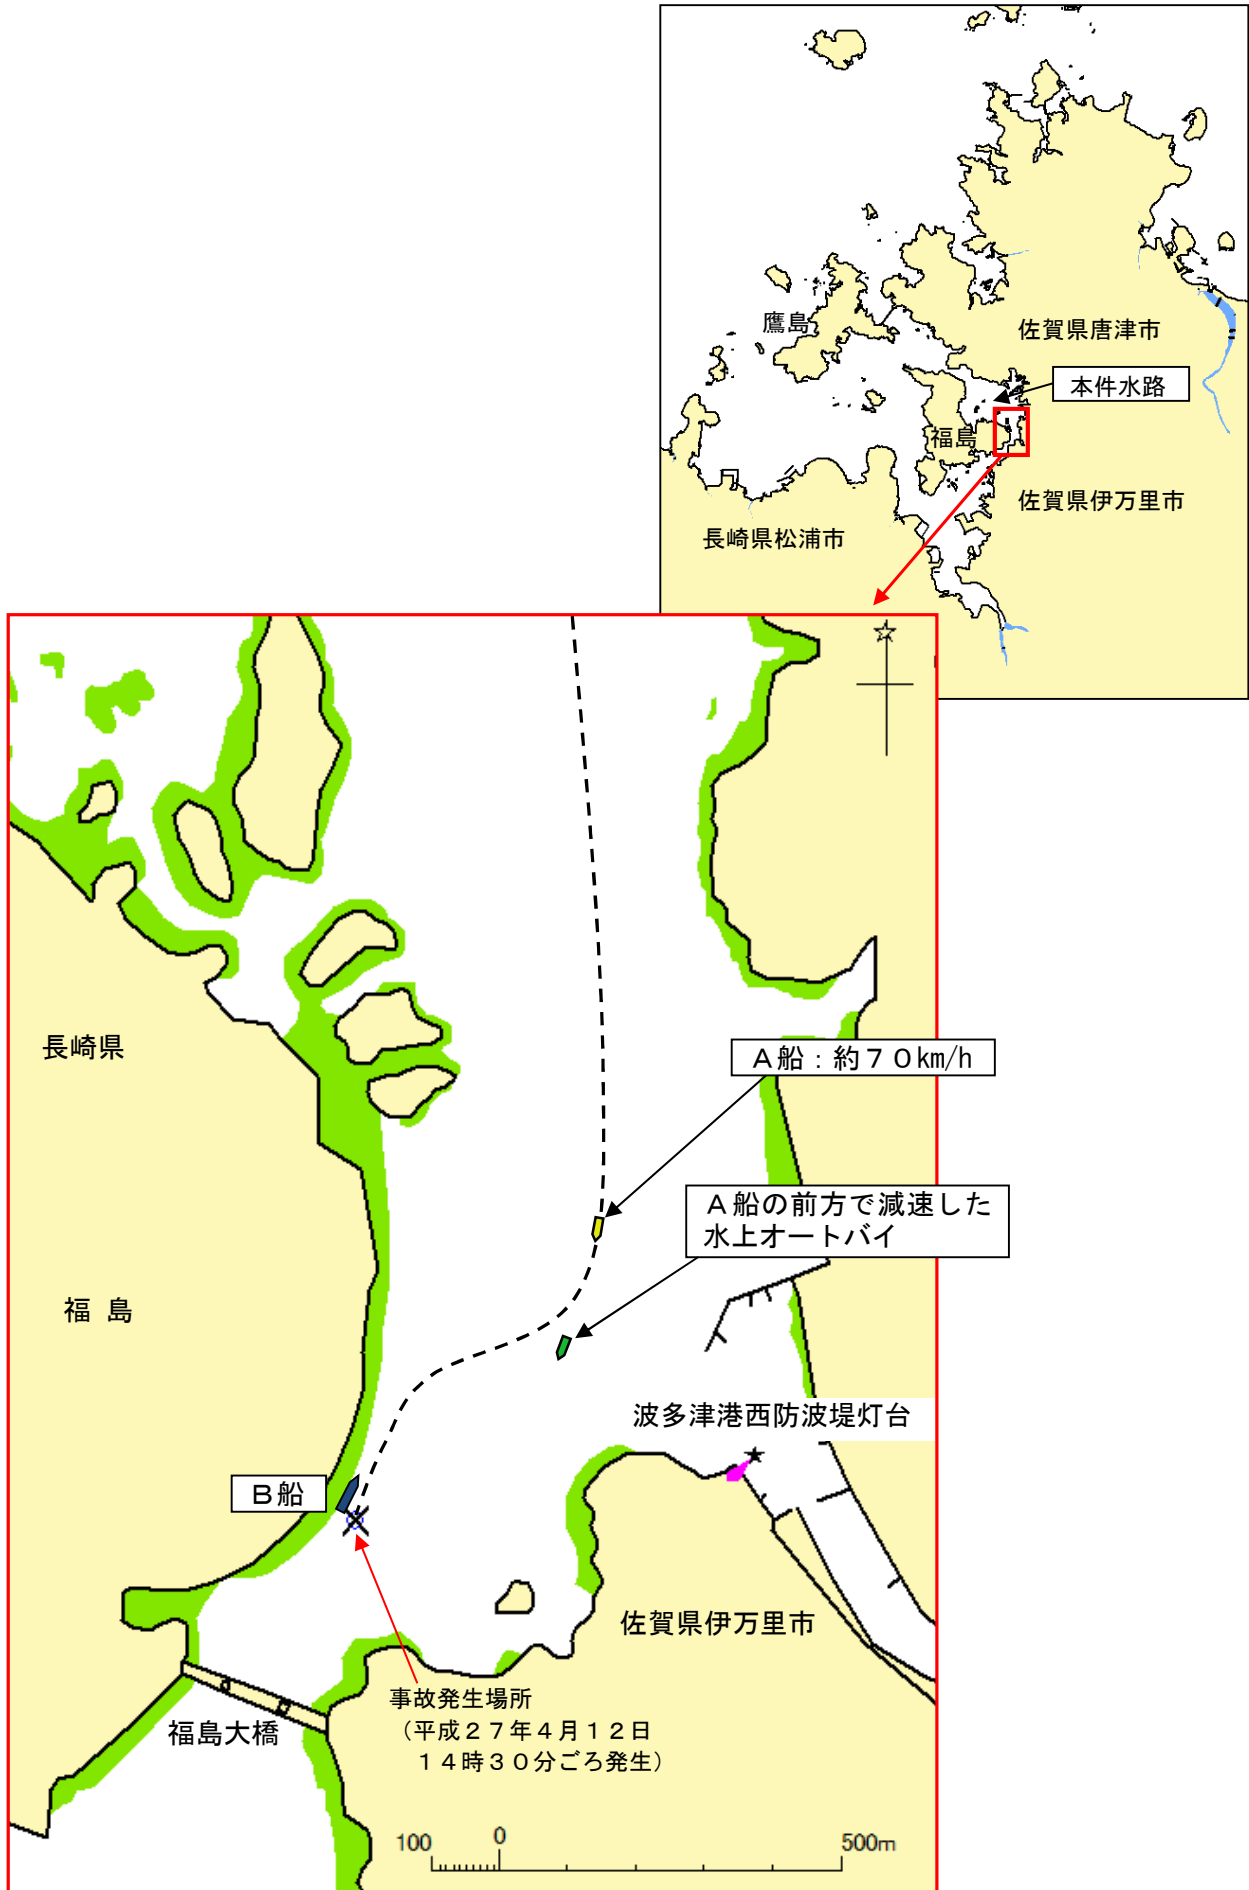 鷹島
佐賀県唐津市
本件水路
福島
佐賀県伊万里市
長崎県松浦市
長崎県
A船：約７０km/h
A船の前方で減速した
水上オートバイ
福 島
波多津港西防波堤灯台
B船
佐賀県伊万里市
事故発生場所
（平成２７年４月１２日
１４時３０分ごろ発生）
福島大橋
100 0 500m